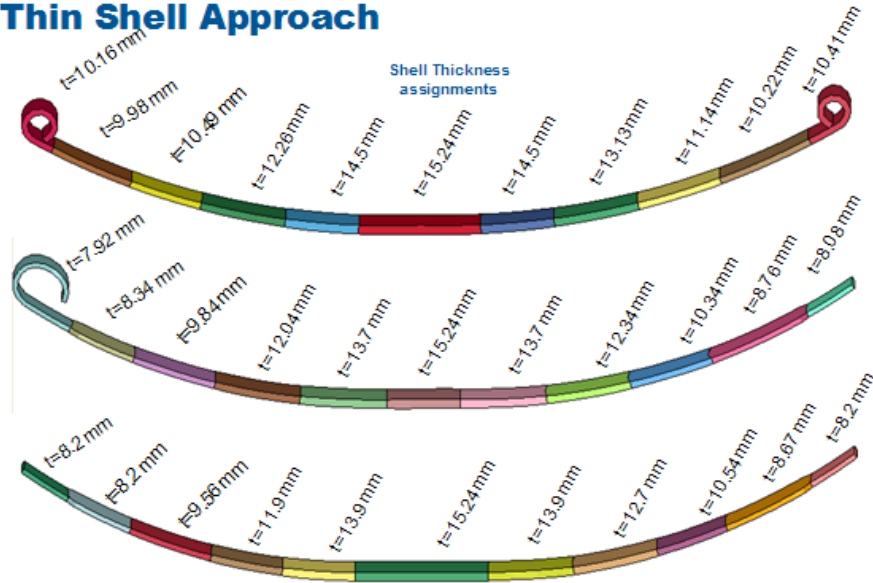 Thin Shell Approach
Shell Thickness
assignments
t=10.16 mm
t=9.98 mm
t=10.49 mm
t=12.26 mm
t=14.5 mm
t=15.24 mm
t=14.5 mm
t=13.13 mm
t=11.14 mm
t=10.22 mm
t=10.41 mm
t=7.92 mm
t=8.34 mm
t=9.84 mm
t=12.04 mm
t=13.7 mm
t=15.24 mm
t=13.7 mm
t=12.34 mm
t=10.34 mm
t=8.76 mm
t=8.08 mm
t=8.2 mm
t=8.2 mm
t=9.56 mm
t=11.9 mm
t=13.9 mm
t=15.24 mm
t=13.9 mm
t=12.7 mm
t=10.54 mm
t=8.67 mm
t=8.2 mm